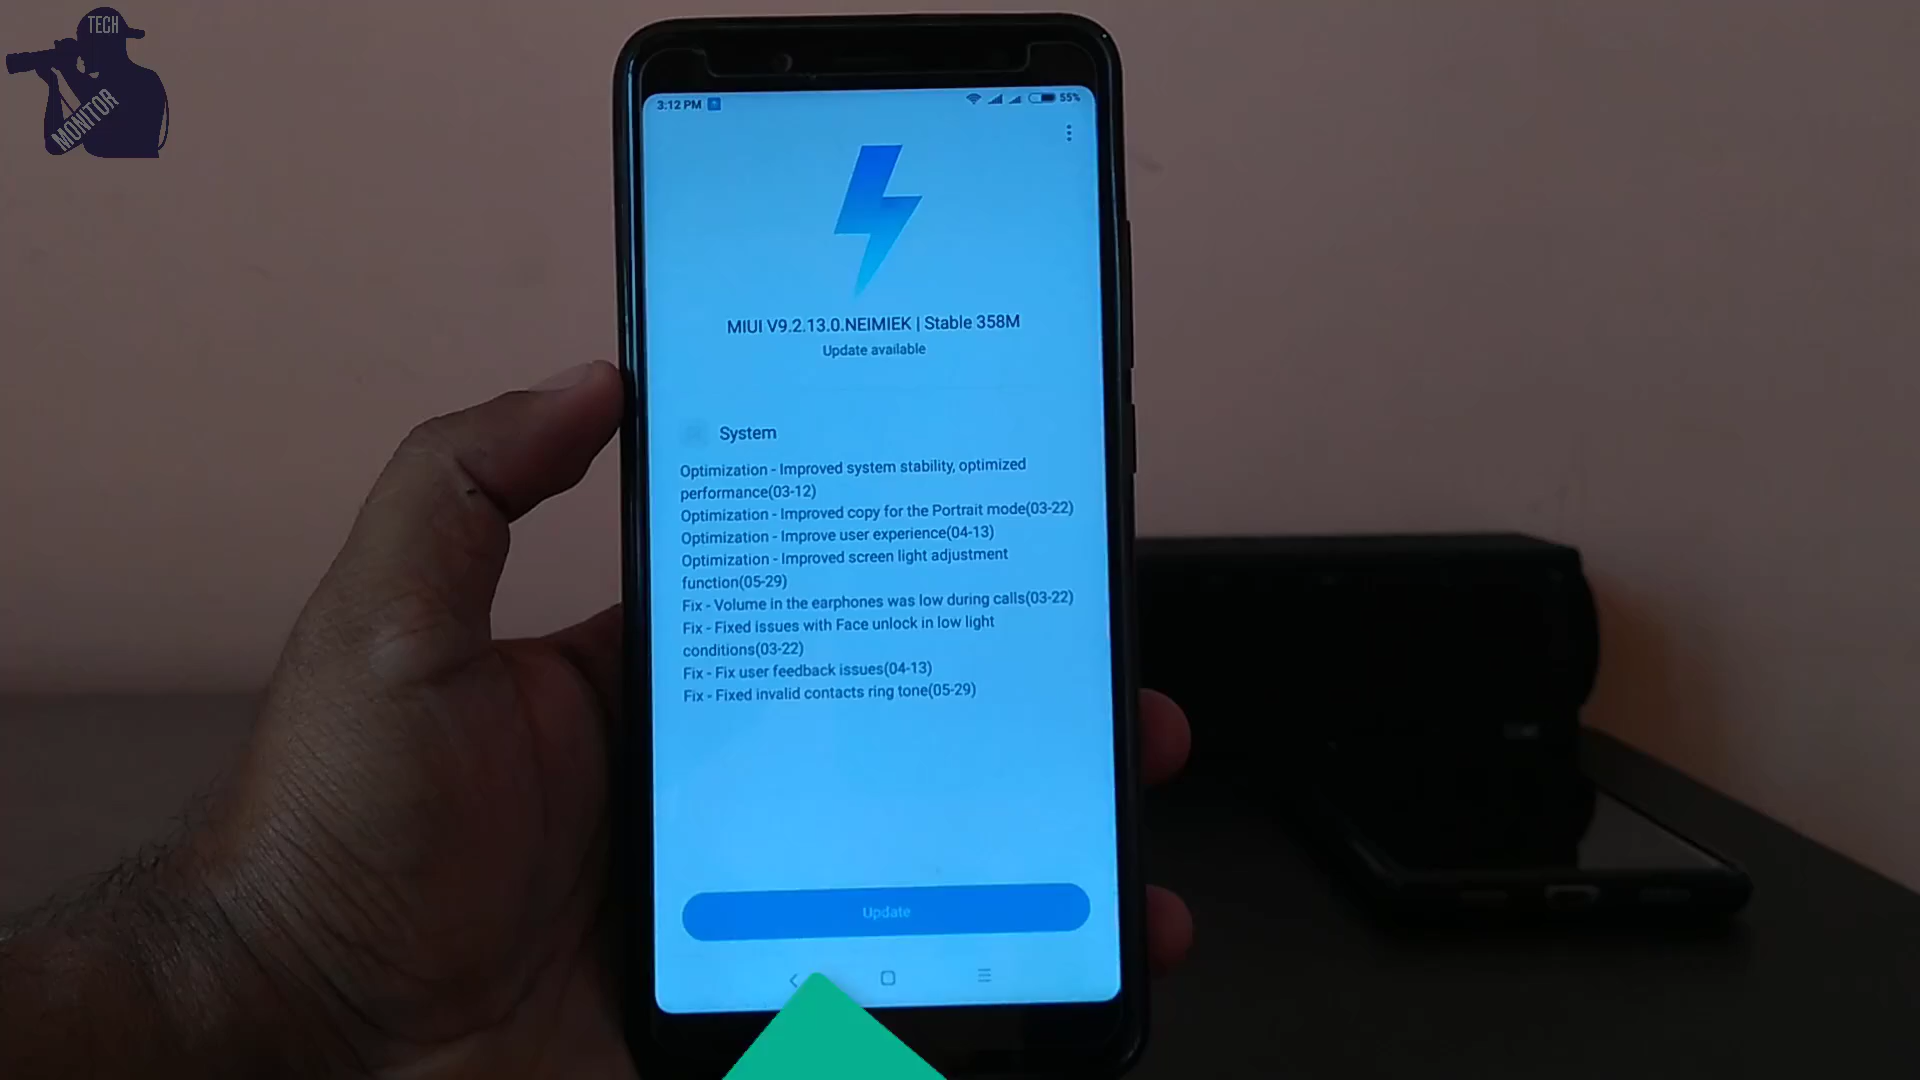 TECH
MONITOR
3:12 PM
55%
MIUI V9.2.13.0.NEIMIEK | Stable 358M
Update available
System
Optimization - Improved system stability, optimized
performance(03-12)
Optimization - Improved copy for the Portrait mode(03-22)
Optimization - Improve user experience(04-13)
Optimization - Improved screen light adjustment
function(05-29)
Fix - Volume in the earphones was low during calls(03-22)
Fix - Fixed issues with Face unlock in low light
conditions(03-22)
Fix - Fix user feedback issues(04-13)
Fix - Fixed invalid contacts ring tone(05-29)
Update